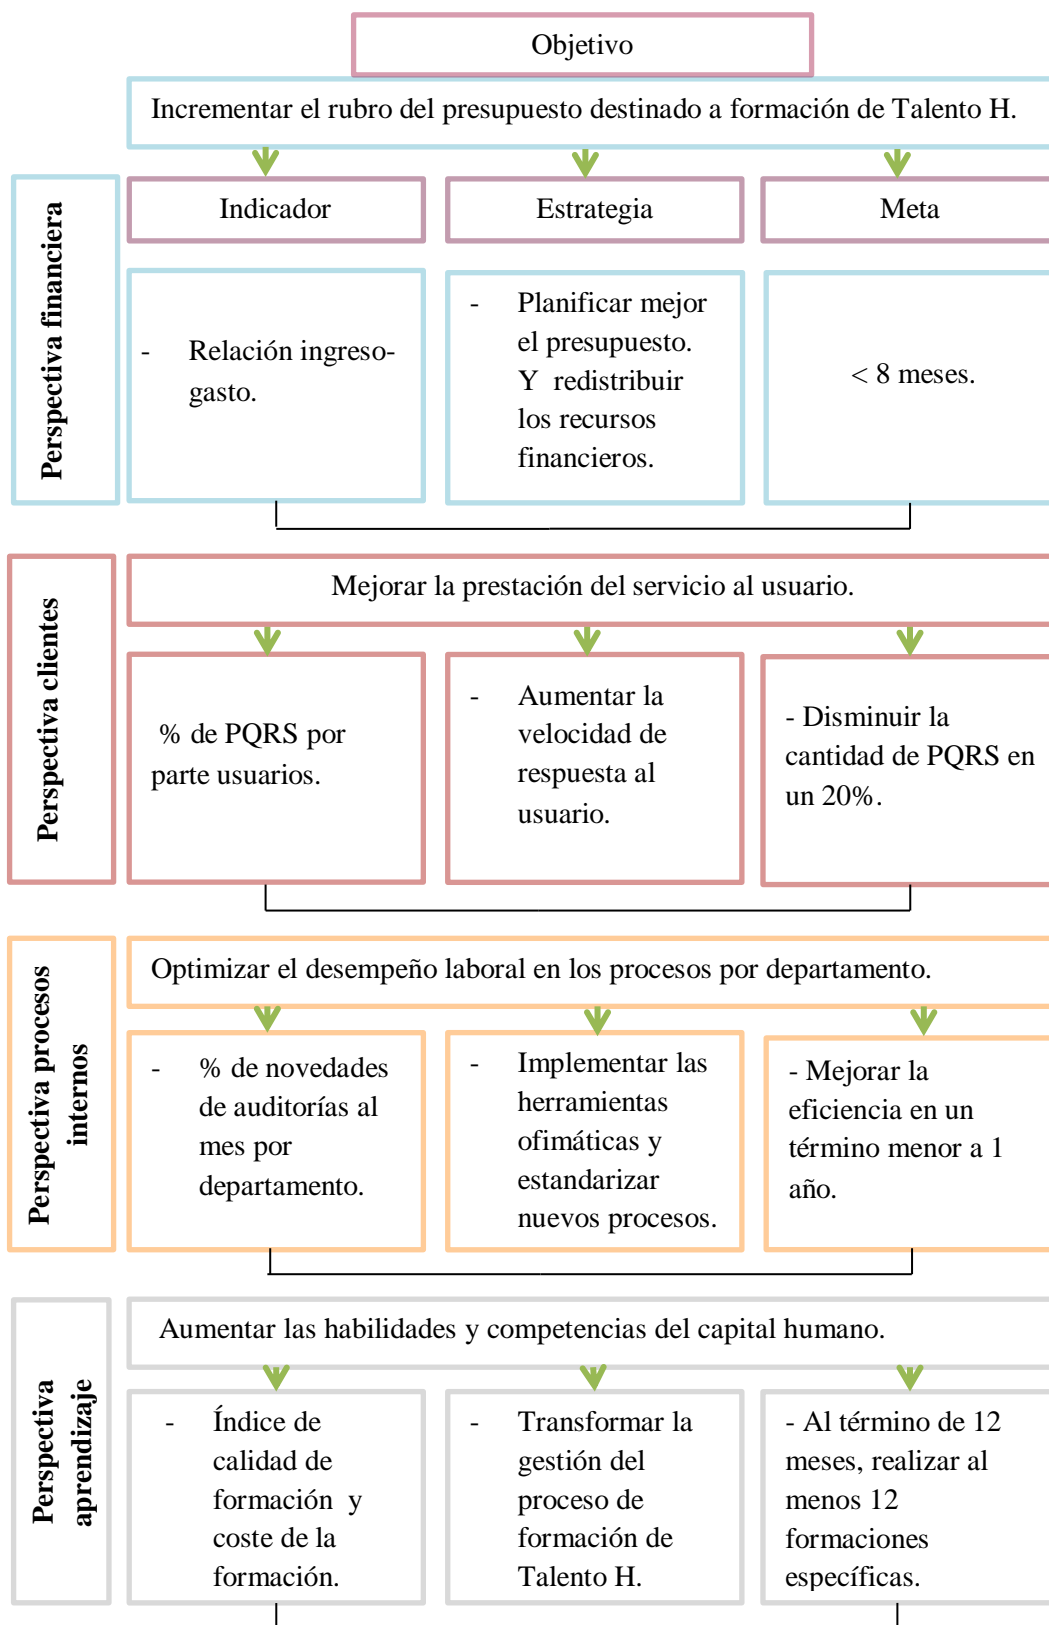 Objetivo
Incrementar el rubro del presupuesto destinado a formación de Talento H.
Perspectiva financiera
Indicador
Estrategia
Meta
- Relación ingreso-
gasto.
- Planificar mejor
el presupuesto.
Y redistribuir
los recursos
financieros.
< 8 meses.
Perspectiva clientes
Mejorar la prestación del servicio al usuario.
% de PQRS por
parte usuarios.
- Aumentar la
velocidad de
respuesta al
usuario.
- Disminuir la
cantidad de PQRS en
un 20%.
Perspectiva procesos
internos
Optimizar el desempeño laboral en los procesos por departamento.
- % de novedades
de auditorías al
mes por
departamento.
- Implementar las
herramientas
ofimáticas y
estandarizar
nuevos procesos.
- Mejorar la
eficiencia en un
término menor a 1
año.
Perspectiva
aprendizaje
Aumentar las habilidades y competencias del capital humano.
- Índice de
calidad de
formación y
coste de la
formación.
- Transformar la
gestión del
proceso de
formación de
Talento H.
- Al término de 12
meses, realizar al
menos 12
formaciones
específicas.